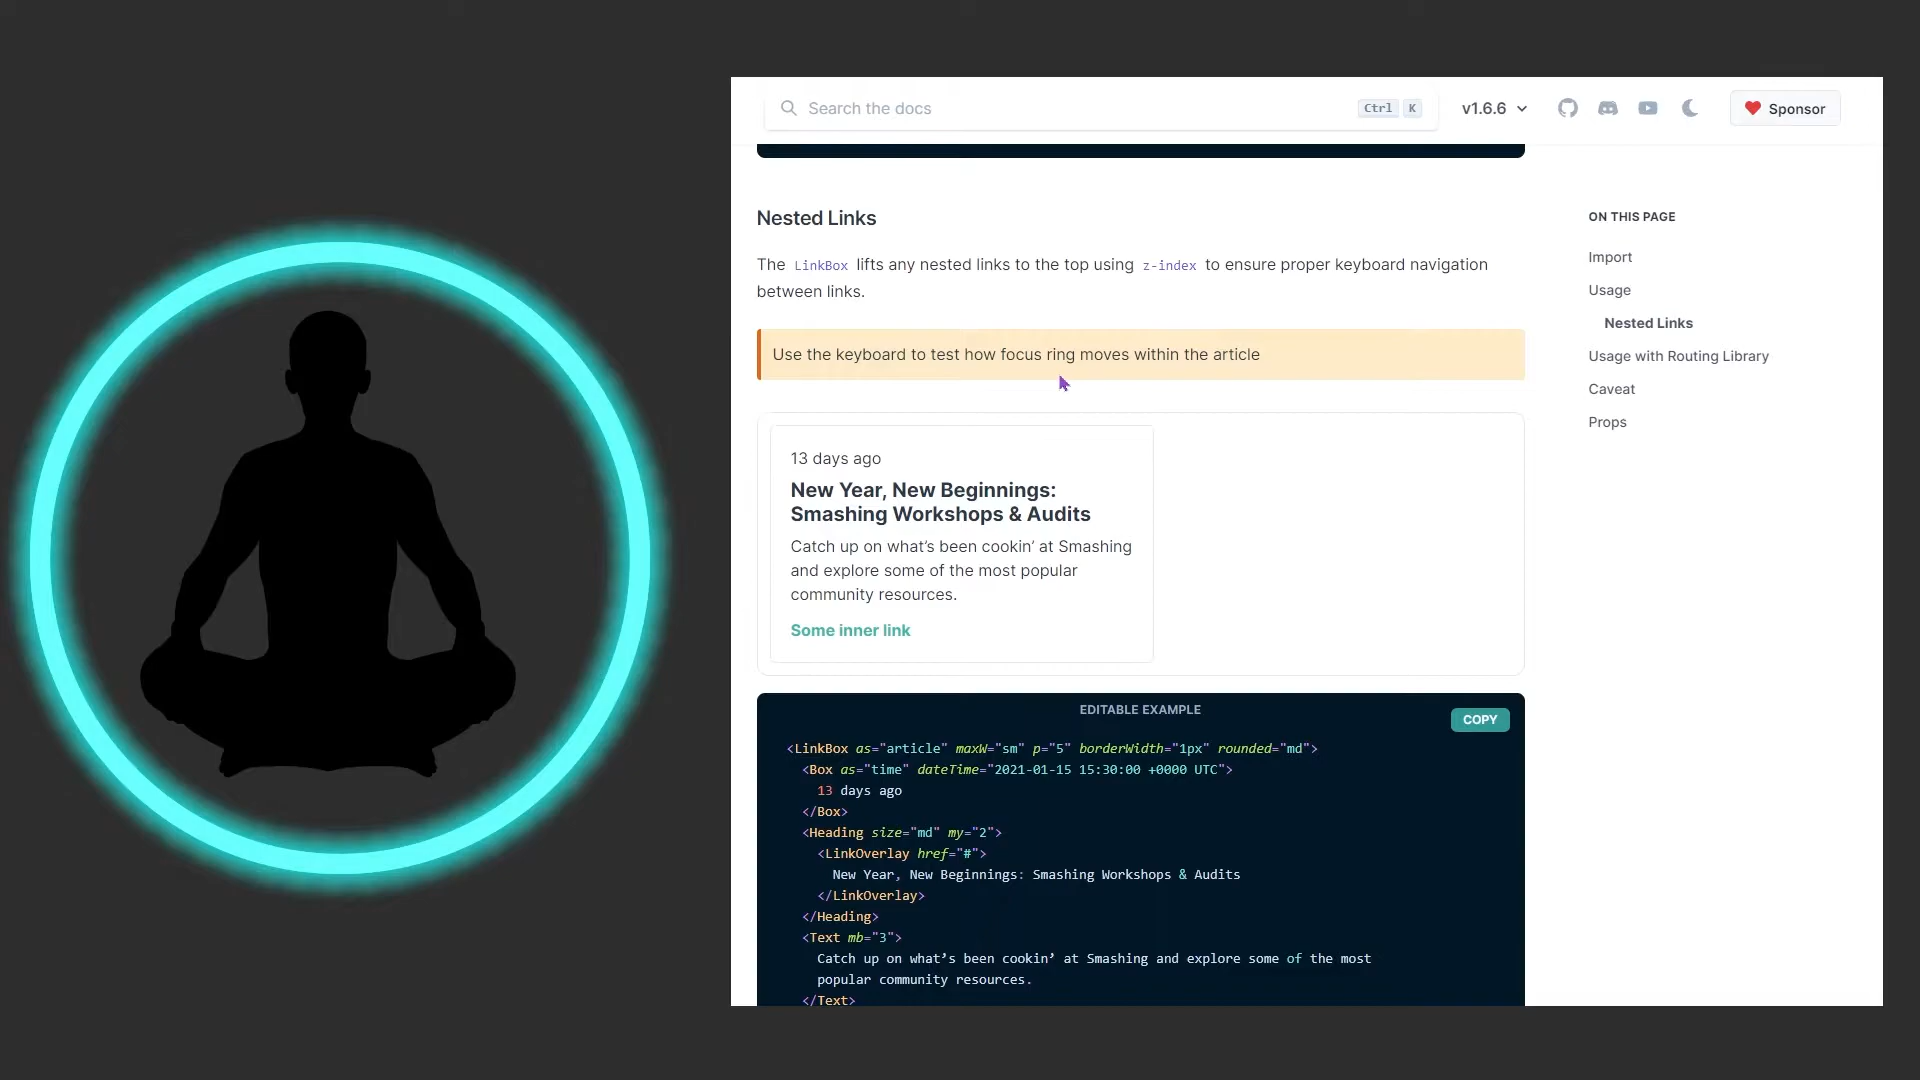 Search the docs
Ctrl K
v1.6.6
Sponsor
Nested Links
The LinkBox lifts any nested links to the top using z-index to ensure proper keyboard navigation
between links.
Use the keyboard to test how focus ring moves within the article
13 days ago
New Year, New Beginnings:
Smashing Workshops & Audits
Catch up on what’s been cookin’ at Smashing
and explore some of the most popular
community resources.
Some inner link
EDITABLE EXAMPLE
COPY
<LinkBox as="article" maxW="sm" p="5" borderWidth="1px" rounded="md">
<Box as="time" dateTime="2021-01-15 15:30:00 +0000 UTC">
13 days ago
</Box>
<Heading size="md" my="2">
<LinkOverlay href="#">
New Year, New Beginnings: Smashing Workshops & Audits
</LinkOverlay>
</Heading>
<Text mb="3">
Catch up on what’s been cookin’ at Smashing and explore some of the most
popular community resources.
</Text>
ON THIS PAGE
Import
Usage
Nested Links
Usage with Routing Library
Caveat
Props